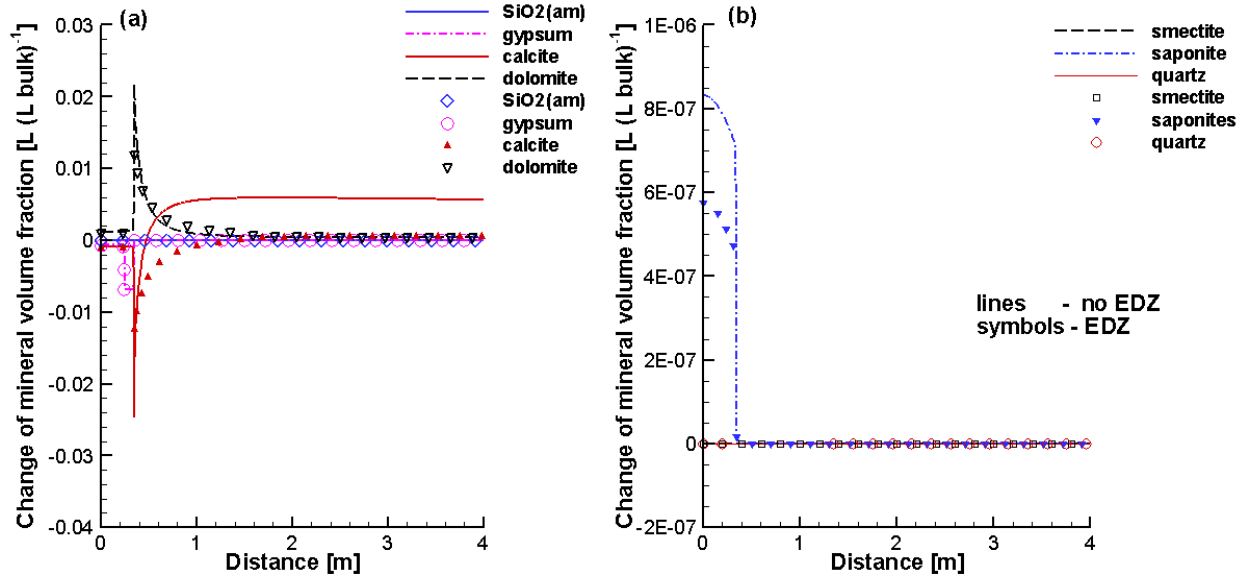 (a)
SiO2(am)
gypsum
calcite
dolomite
SiO2(am)
gypsum
calcite
dolomite
Change of mineral volume fraction [L (L bulk)-1]
0.03
0.02
0.01
0
-0.01
-0.02
-0.03
-0.04
0
1
2
3
4
Distance [m]
(b)
smectite
saponite
quartz
smectite
saponites
quartz
lines - no EDZ
symbols - EDZ
Change of mineral volume fraction [L (L bulk)-1]
1E-06
8E-07
6E-07
4E-07
2E-07
0
-2E-07
0
1
2
3
4
Distance [m]